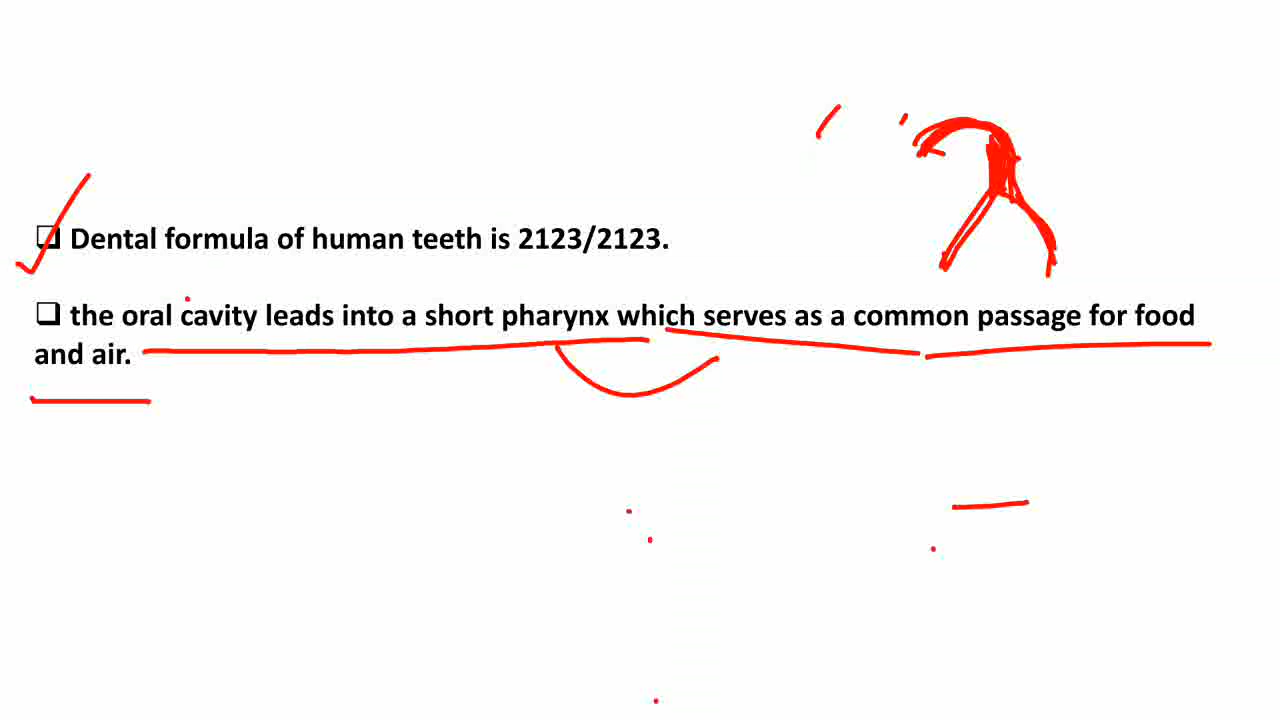 ❑ Dental formula of human teeth is 2123/2123.
❑ the oral cavity leads into a short pharynx which serves as a common passage for food
and air.